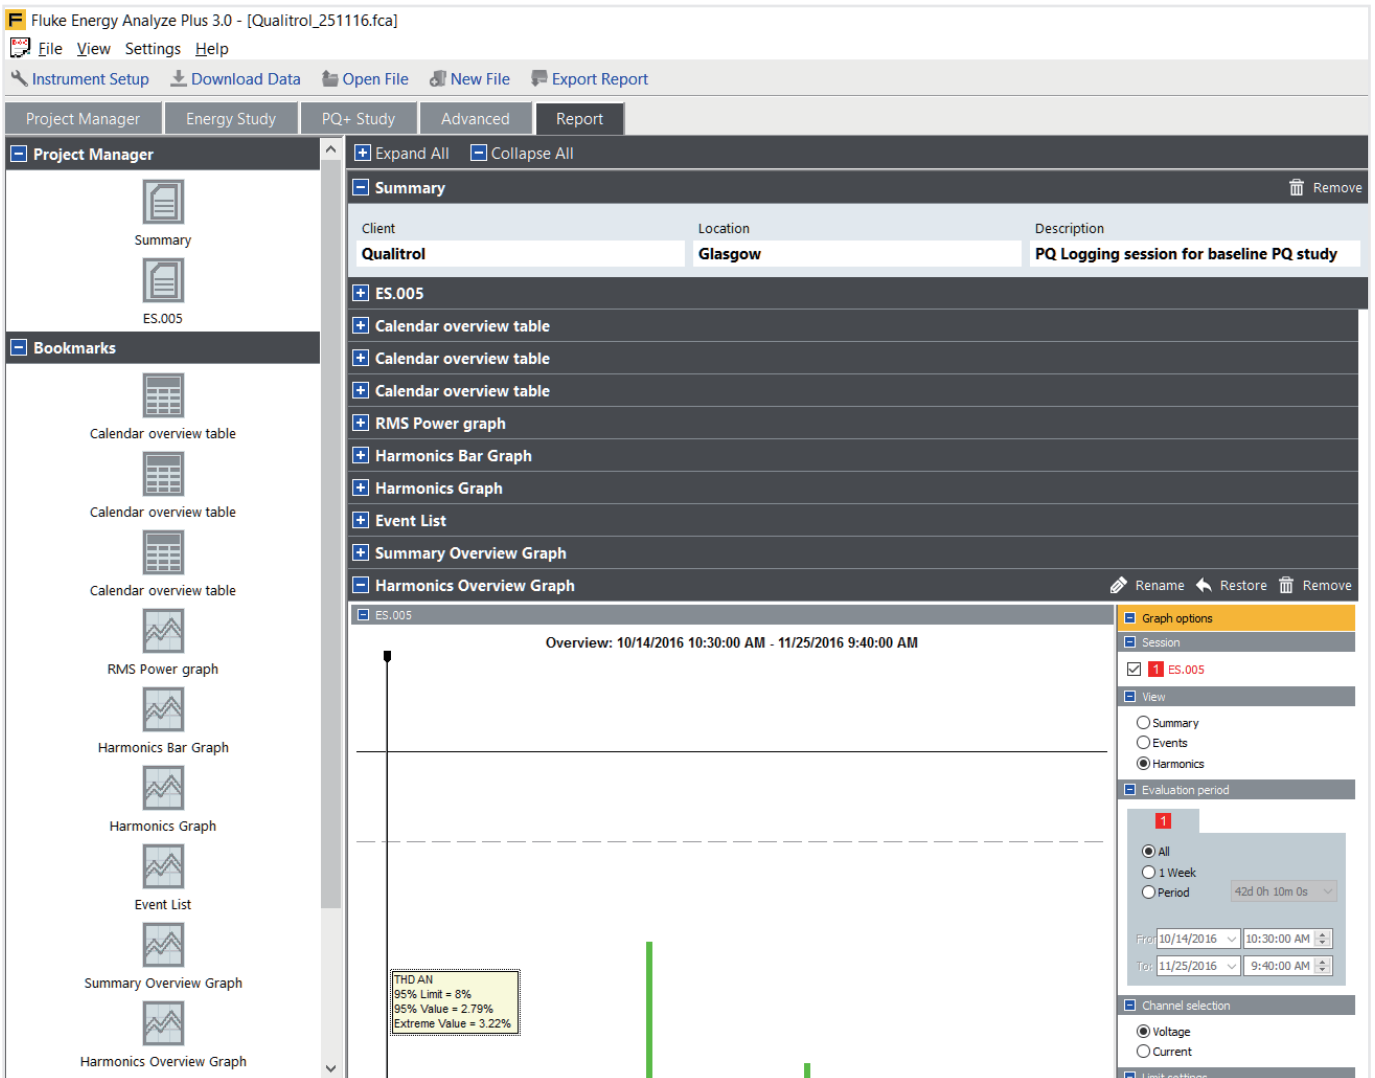 Fluke Energy Analyze Plus 3.0 - [Qualitrol_251116.fca]
File View Settings Help
Instrument Setup Download Data Open File New File Export Report
Project Manager Energy Study PQ+ Study Advanced Report
Project Manager
Summary
ES.005
Bookmarks
Calendar overview table
Calendar overview table
Calendar overview table
RMS Power graph
Harmonics Bar Graph
Harmonics Graph
Event List
Summary Overview Graph
Harmonics Overview Graph
Expand All Collapse All
Summary Remove
Client Location Description
Qualitrol Glasgow PQ Logging session for baseline PQ study
ES.005
Calendar overview table
Calendar overview table
Calendar overview table
RMS Power graph
Harmonics Bar Graph
Harmonics Graph
Event List
Summary Overview Graph
Harmonics Overview Graph Rename Restore Remove
ES.005
Overview: 10/14/2016 10:30:00 AM - 11/25/2016 9:40:00 AM
THD AN
95% Limit = 8%
95% Value = 2.79%
Extreme Value = 3.22%
Graph options
Session
1 ES.005
View
Summary
Events
Harmonics
Evaluation period
1
All
1 Week
Period 42d 0h 10m 0s
10/14/2016 10:30:00 AM
To: 11/25/2016 9:40:00 AM
Channel selection
Voltage
Current
Limit settings